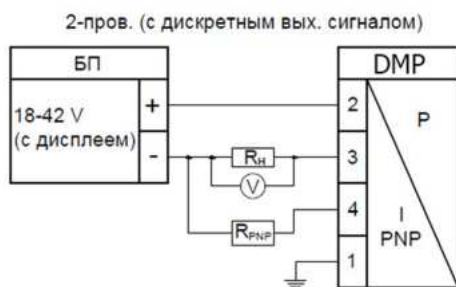 2-пров. (с дискретным вых. сигналом)
БП
DMP
18-42 V
(с дисплеем)
+
-
2
3
4
1
P
I
PNP
RН
V
RPNP